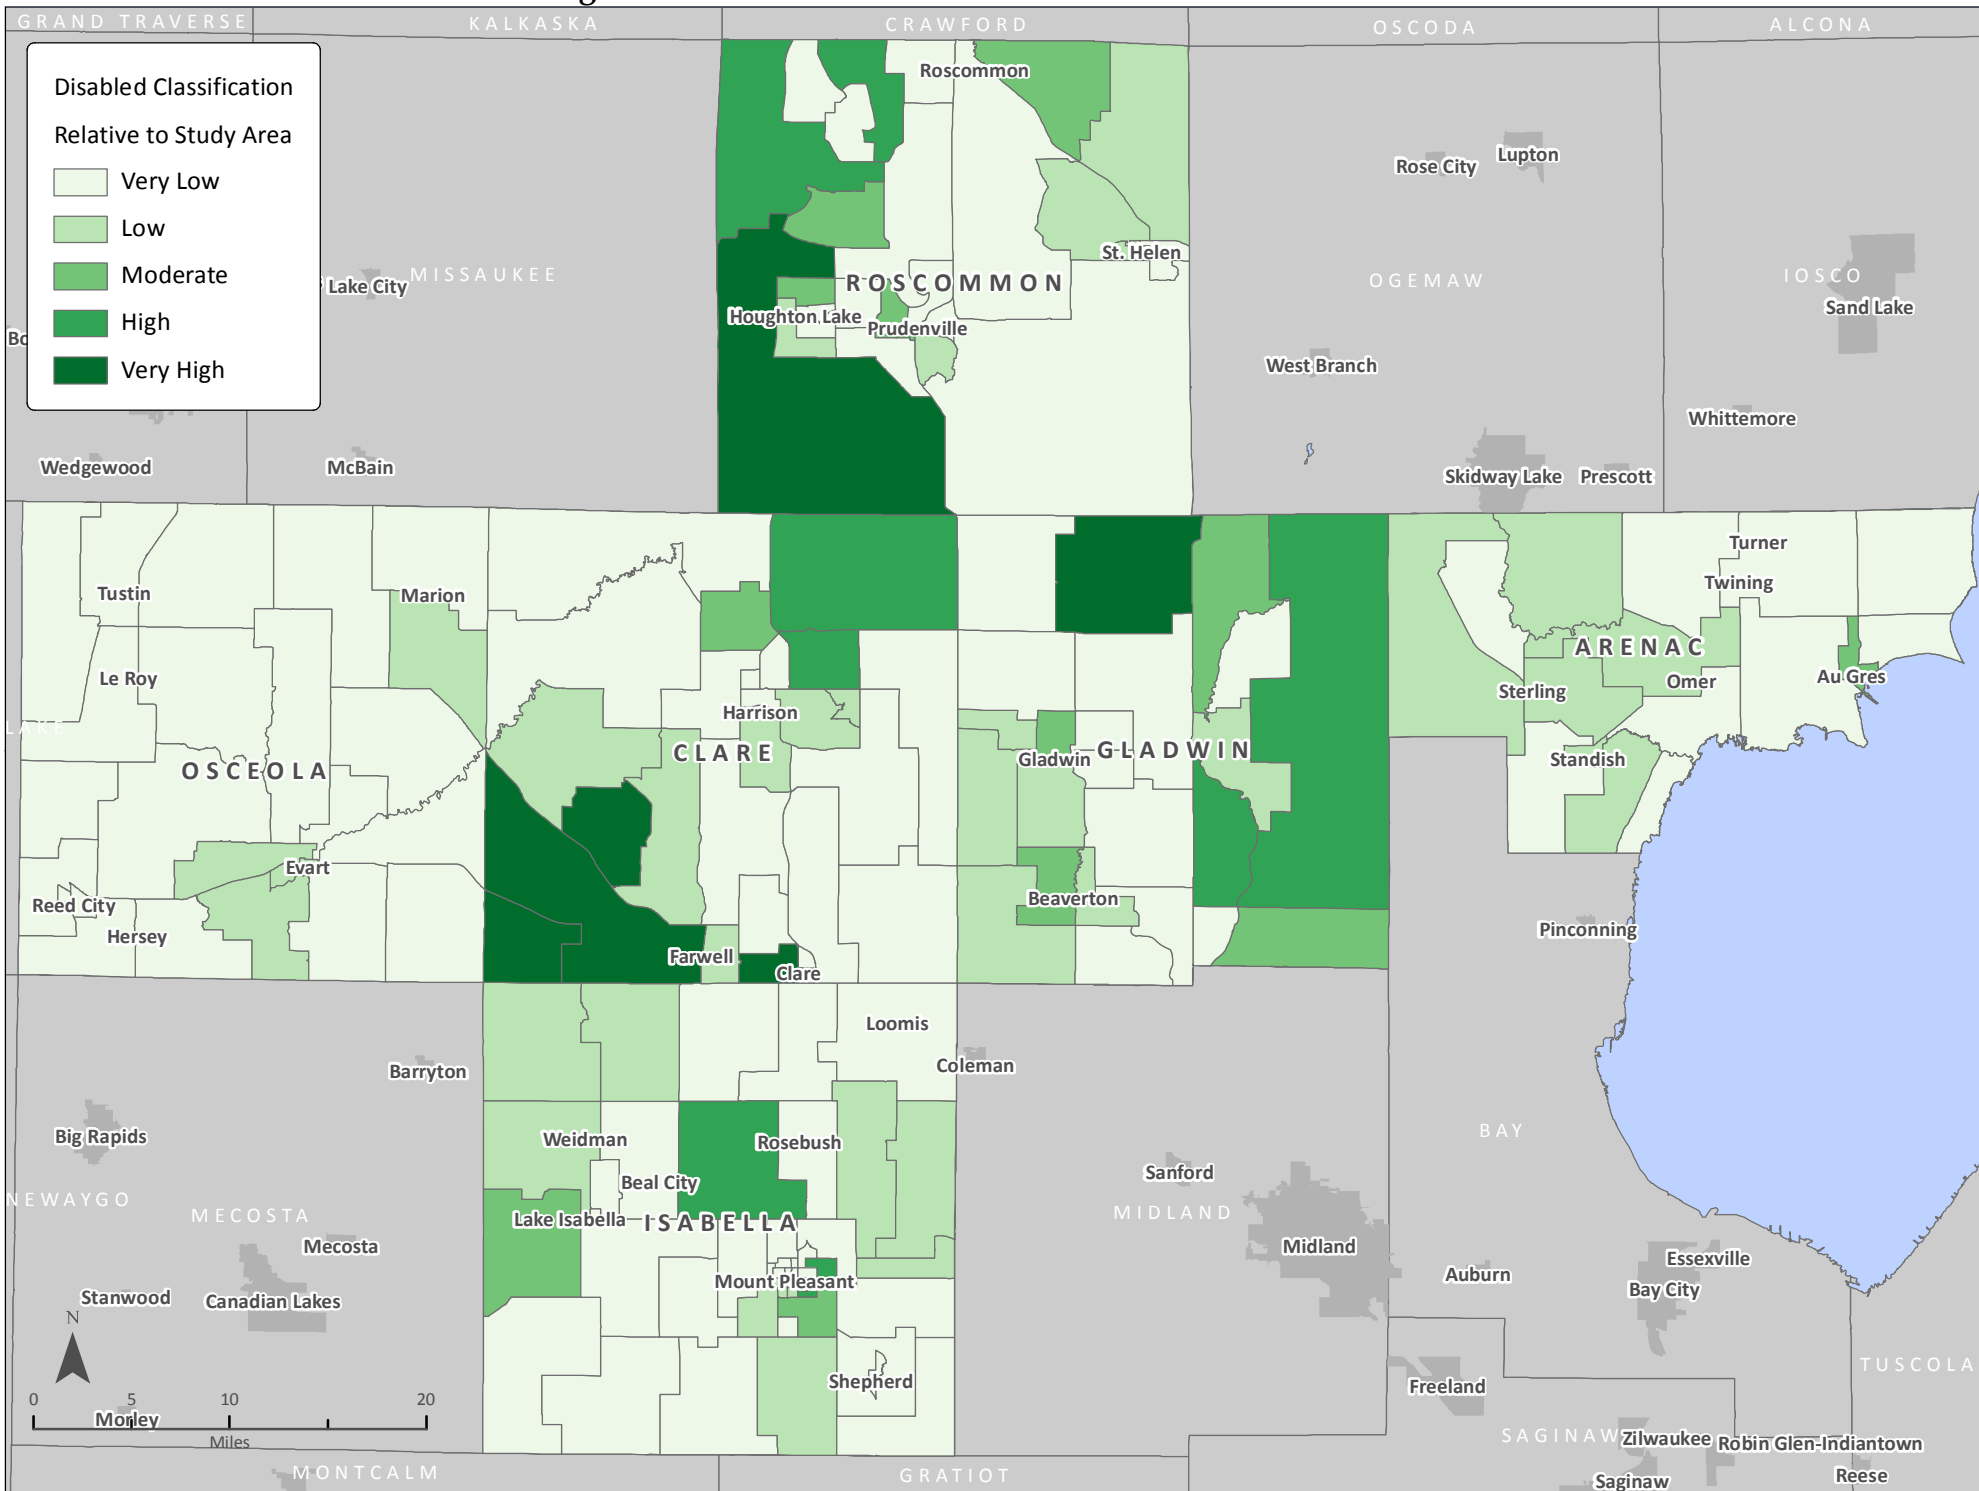 GRAND TRAVERSE
KALKASKA
CRAWFORD
OSCODA
ALCONA
Disabled Classification
Relative to Study Area
Very Low
Low
Moderate
High
Very High
Roscommon
Rose City
Lupton
St. Helen
Lake City
MISSAUKEE
ROSCOMMON
OGEMAW
IOSCO
Sand Lake
Houghton Lake
Prudenville
Bo
West Branch
Whittemore
Wedgewood
McBain
Skidway Lake
Prescott
Turner
Twining
Tustin
Marion
ARENAC
Le Roy
Sterling
Omer
Au Gres
LAKE
Harrison
CLARE
Gladwin
GLADWIN
Standish
OSCEOLA
Evart
Reed City
Beaverton
Hersey
Pinconning
Farwell
Clare
Loomis
Barryton
Coleman
Big Rapids
Weidman
Rosebush
BAY
Beal City
Sanford
NEWAYGO
MECOSTA
Lake Isabella
ISABELLA
MIDLAND
Mecosta
Midland
Essexville
Mount Pleasant
Auburn
Bay City
Stanwood
Canadian Lakes
N
TUSCOLA
Shepherd
Freeland
0 5 10 20
Morley
Miles
SAGINAW
Zilwaukee
Robin Glen-Indiantown
MONTCALM
GRATIOT
Reese
Saginaw